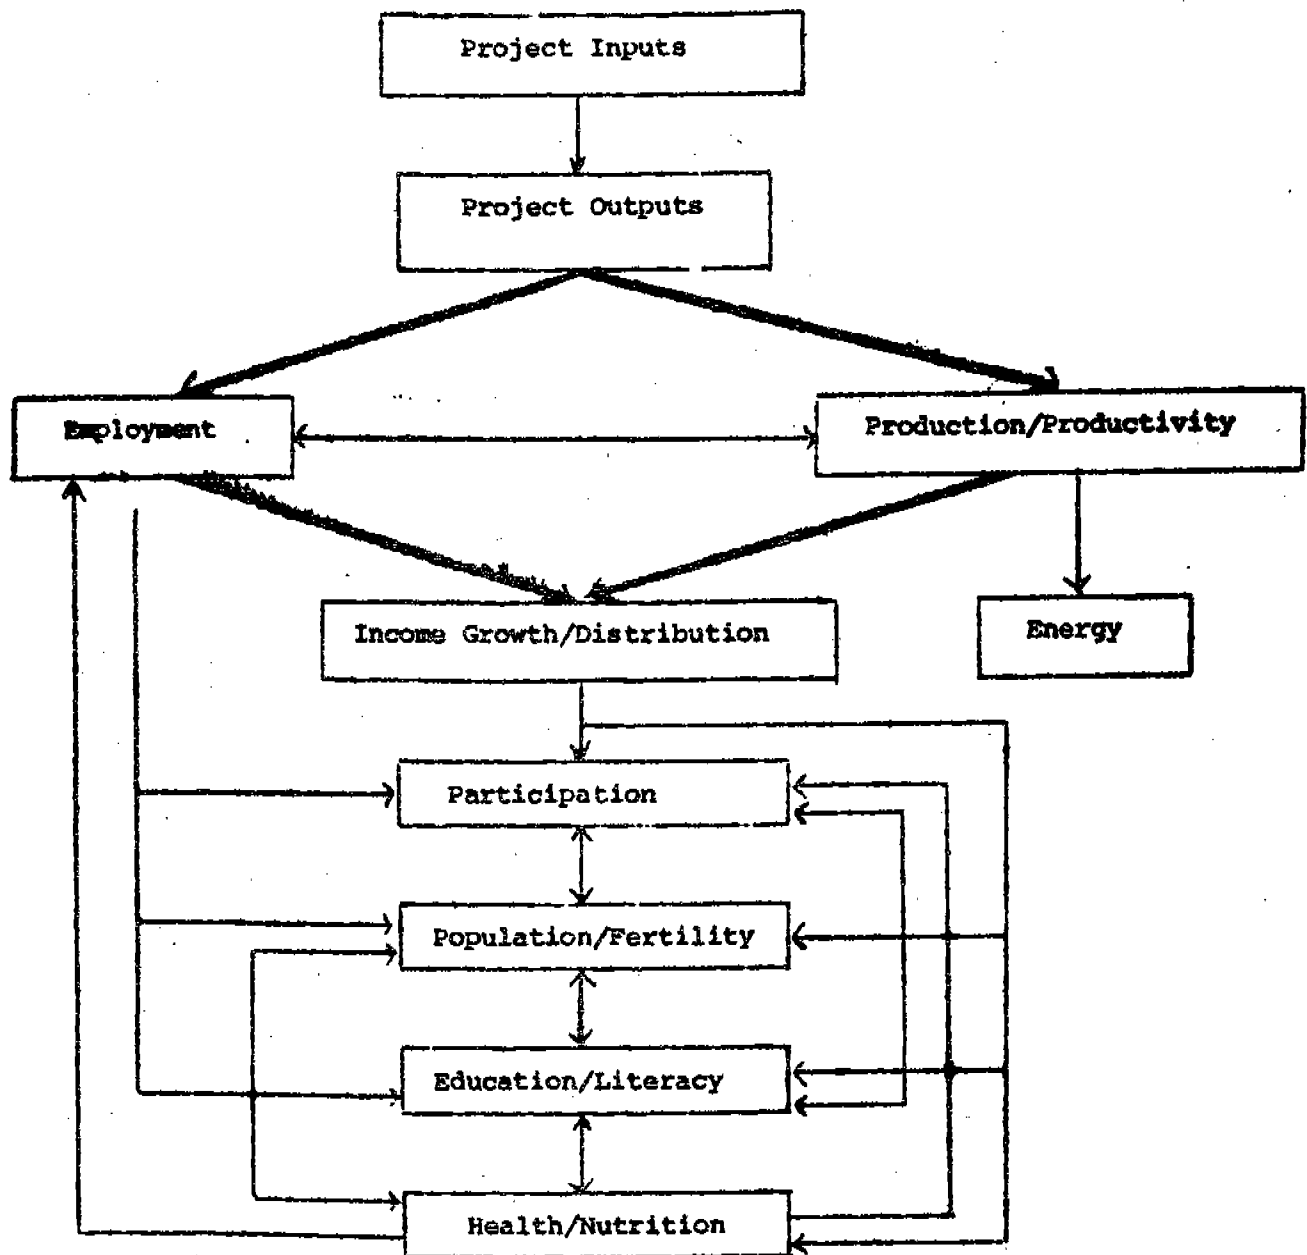 Project Inputs
Project Outputs
Employment
Production/Productivity
Income Growth/Distribution
Energy
Participation
Population/Fertility
Education/Literacy
Health/Nutrition